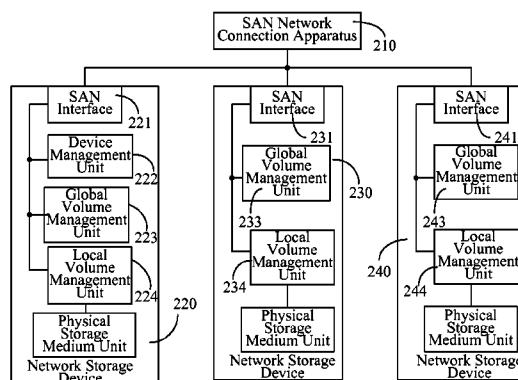 SAN Network
Connection Apparatus
210
SAN
Interface
221
Device
Management
Unit
222
Global
Volume
Management
Unit
223
Local
Volume
Management
Unit
224
Physical
Storage
Medium Unit
220
Network Storage
Device
SAN
Interface
231
Global
Volume
Management
Unit
233
230
Local
Volume
Management
Unit
234
Physical
Storage
Medium Unit
Network Storage
Device
SAN
Interface
241
Global
Volume
Management
Unit
243
240
Local
Volume
Management
Unit
244
Physical
Storage
Medium Unit
Network Storage
Device